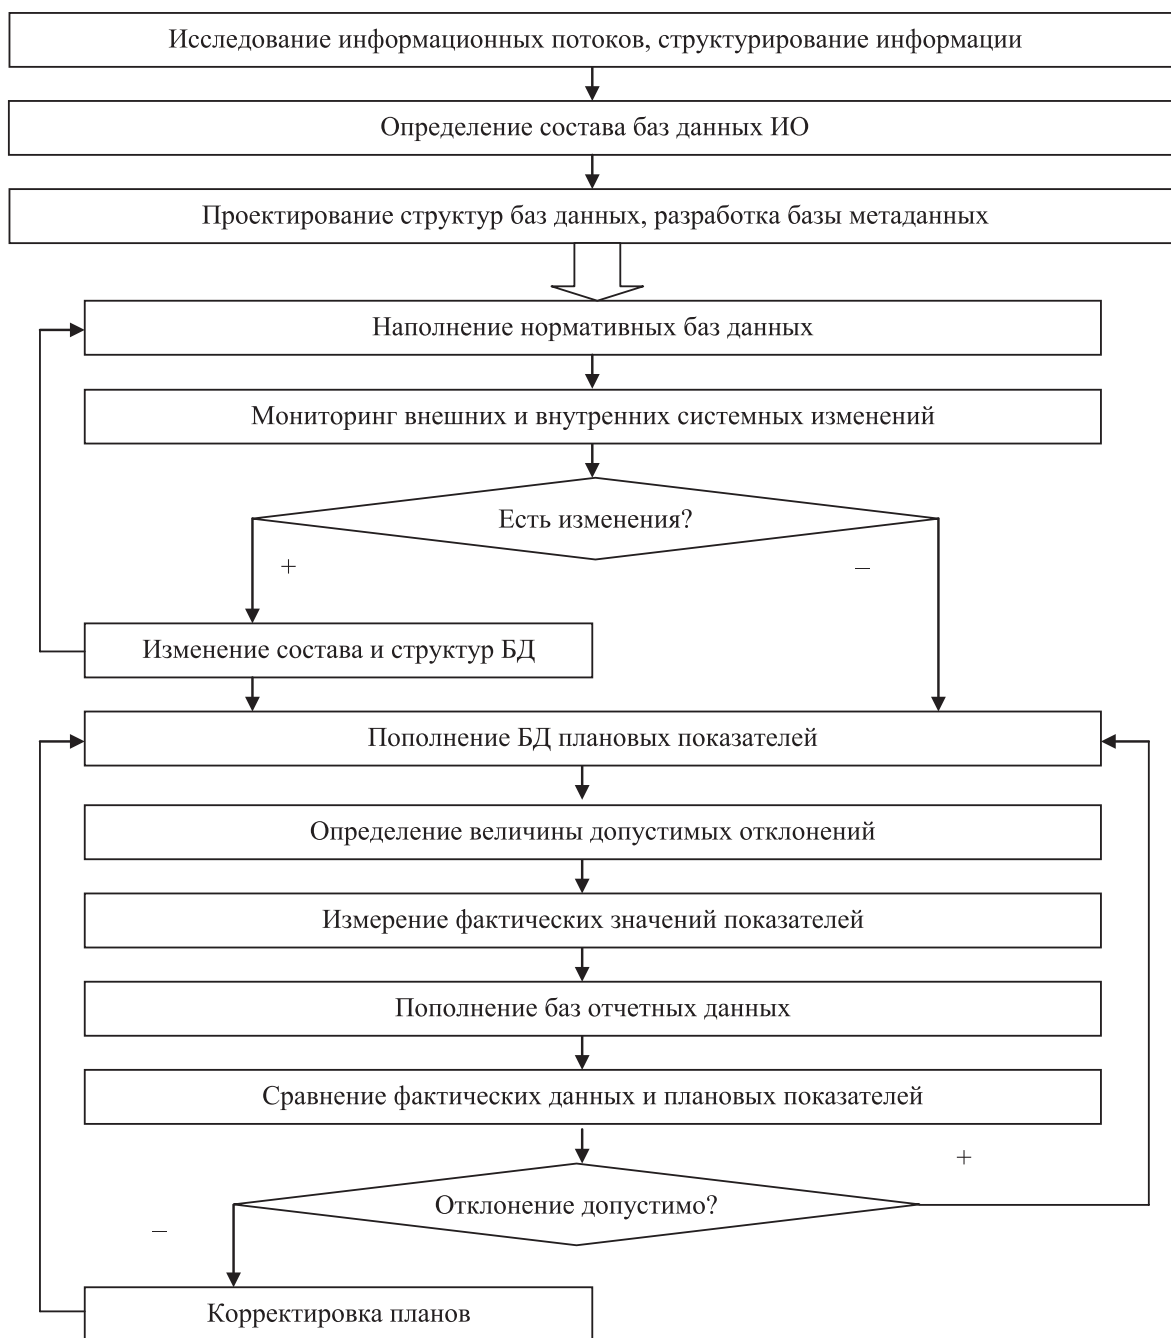 Исследование информационных потоков, структурирование информации
Определение состава баз данных ИО
Проектирование структур баз данных, разработка базы метаданных
Наполнение нормативных баз данных
Мониторинг внешних и внутренних системных изменений
Есть изменения?
+
–
Изменение состава и структур БД
Пополнение БД плановых показателей
Определение величины допустимых отклонений
Измерение фактических значений показателей
Пополнение баз отчетных данных
Сравнение фактических данных и плановых показателей
+
Отклонение допустимо?
–
Корректировка планов